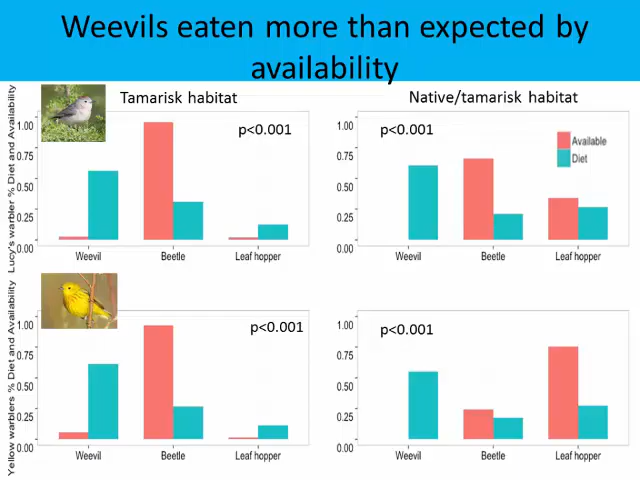 Weevils eaten more than expected by
availability
Tamarisk habitat
Native/tamarisk habitat
Lucy's warbler % Diet and Availability
1.00
0.75
0.50
0.25
0.00
p<0.001
Weevil Beetle Leaf hopper
1.00
0.75
0.50
0.25
0.00
p<0.001
Available
Diet
Weevil Beetle Leaf hopper
Yellow warblers % Diet and Availability
1.00
0.75
0.50
0.25
0.00
p<0.001
Weevil Beetle Leaf hopper
1.00
0.75
0.50
0.25
0.00
p<0.001
Weevil Beetle Leaf hopper